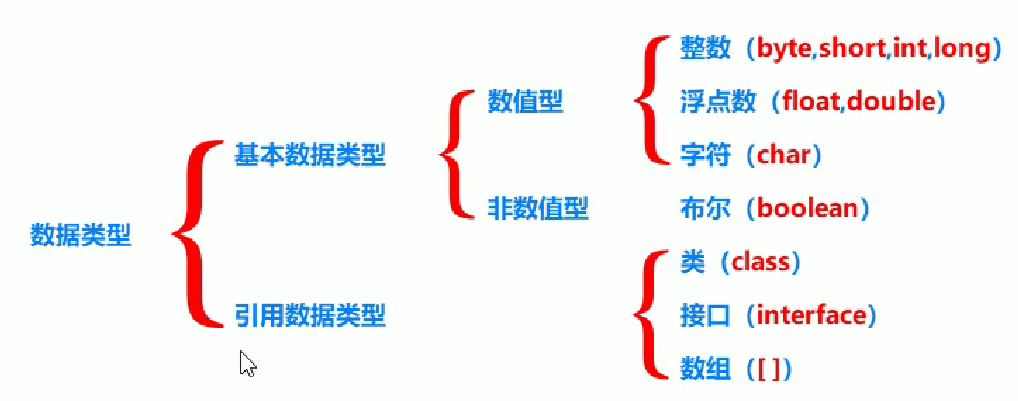 整数（byte,short,int,long）
数值型
浮点数（float,double）
基本数据类型
字符（char）
非数值型
布尔（boolean）
数据类型
类（class）
引用数据类型
接口（interface）
数组（[ ]）